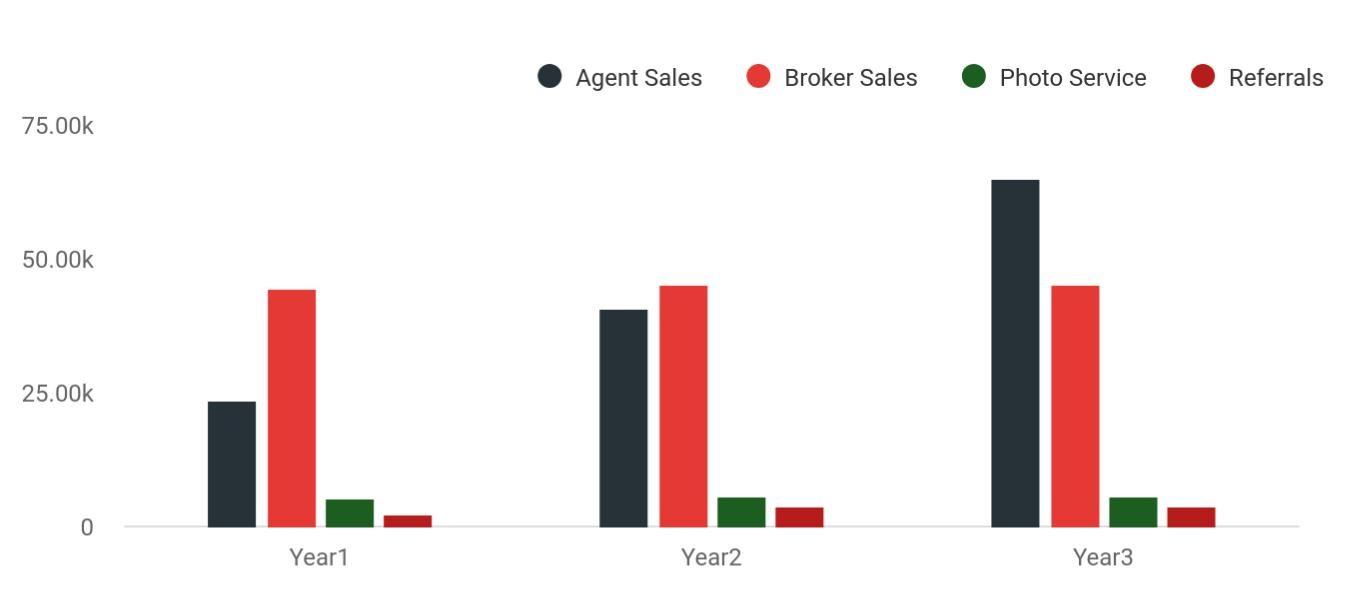 Agent Sales Broker Sales Photo Service Referrals
75.00k
50.00k
25.00k
0
Year1 Year2 Year3